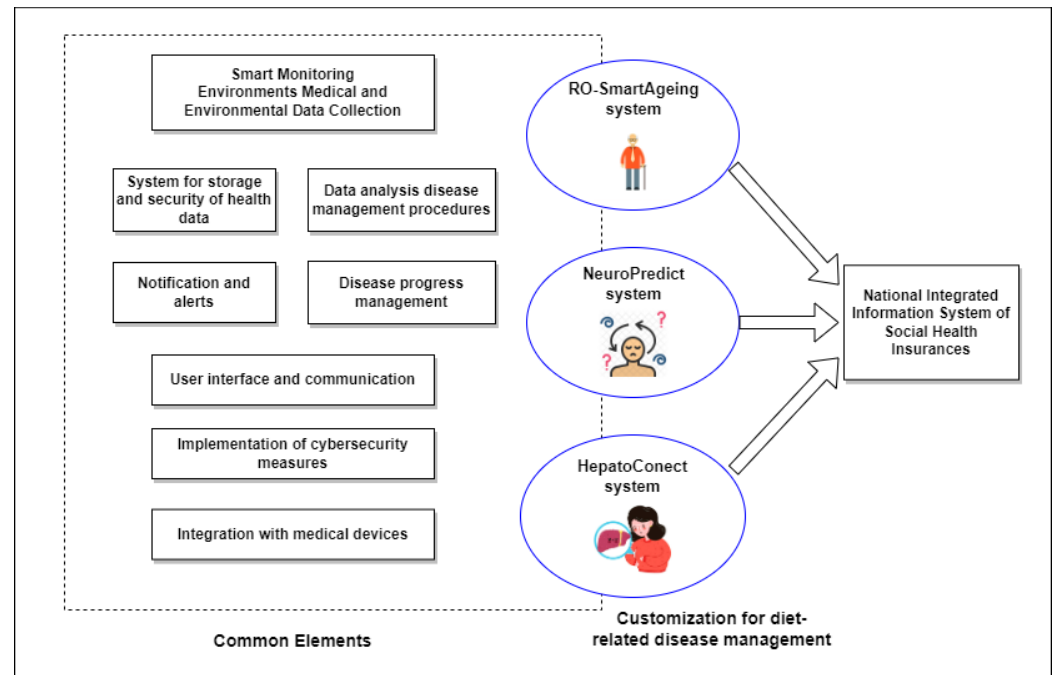 Smart Monitoring
Environments Medical and
Environmental Data Collection
System for storage
and security of health
data
Data analysis disease
management procedures
Notification and
alerts
Disease progress
management
User interface and communication
Implementation of cybersecurity
measures
Integration with medical devices
Common Elements
RO-SmartAgeing
system
NeuroPredict
system
?
?
HepatoConect
system
Customization for diet-
related disease management
National Integrated
Information System of
Social Health
Insurances